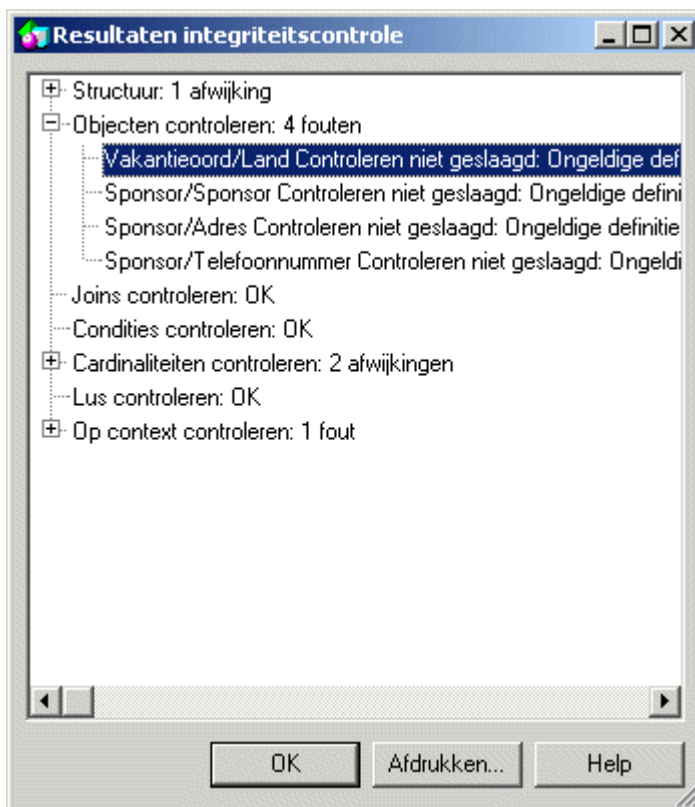 Resultaten integriteitscontrole
Structuur: 1 afwijking
Objecten controleren: 4 fouten
Vakantieoord/Land Controleren niet geslaagd: Ongeldige def
Sponsor/Sponsor Controleren niet geslaagd: Ongeldige defini
Sponsor/Adres Controleren niet geslaagd: Ongeldige definitie
Sponsor/Telefoonnummer Controleren niet geslaagd: Ongeldi
Joins controleren: OK
Condities controleren: OK
Cardinaliteiten controleren: 2 afwijkingen
Lus controleren: OK
Op context controleren: 1 fout
OK Afdrukken... Help